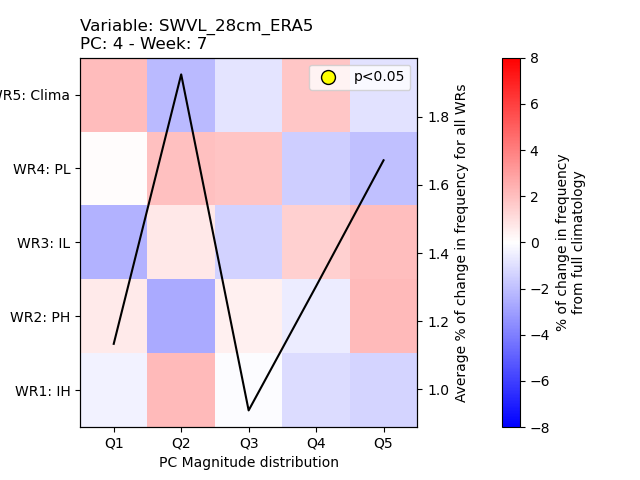 Variable: SWVL_28cm_ERA5
PC: 4 - Week: 7
p<0.05
WR5: Clima
WR4: PL
WR3: IL
WR2: PH
WR1: IH
Q1 Q2 Q3 Q4 Q5
PC Magnitude distribution
1.8
1.6
1.4
1.2
1.0
Average % of change in frequency for all WRs
8
6
4
2
0
−2
−4
−6
−8
% of change in frequency
from full climatology